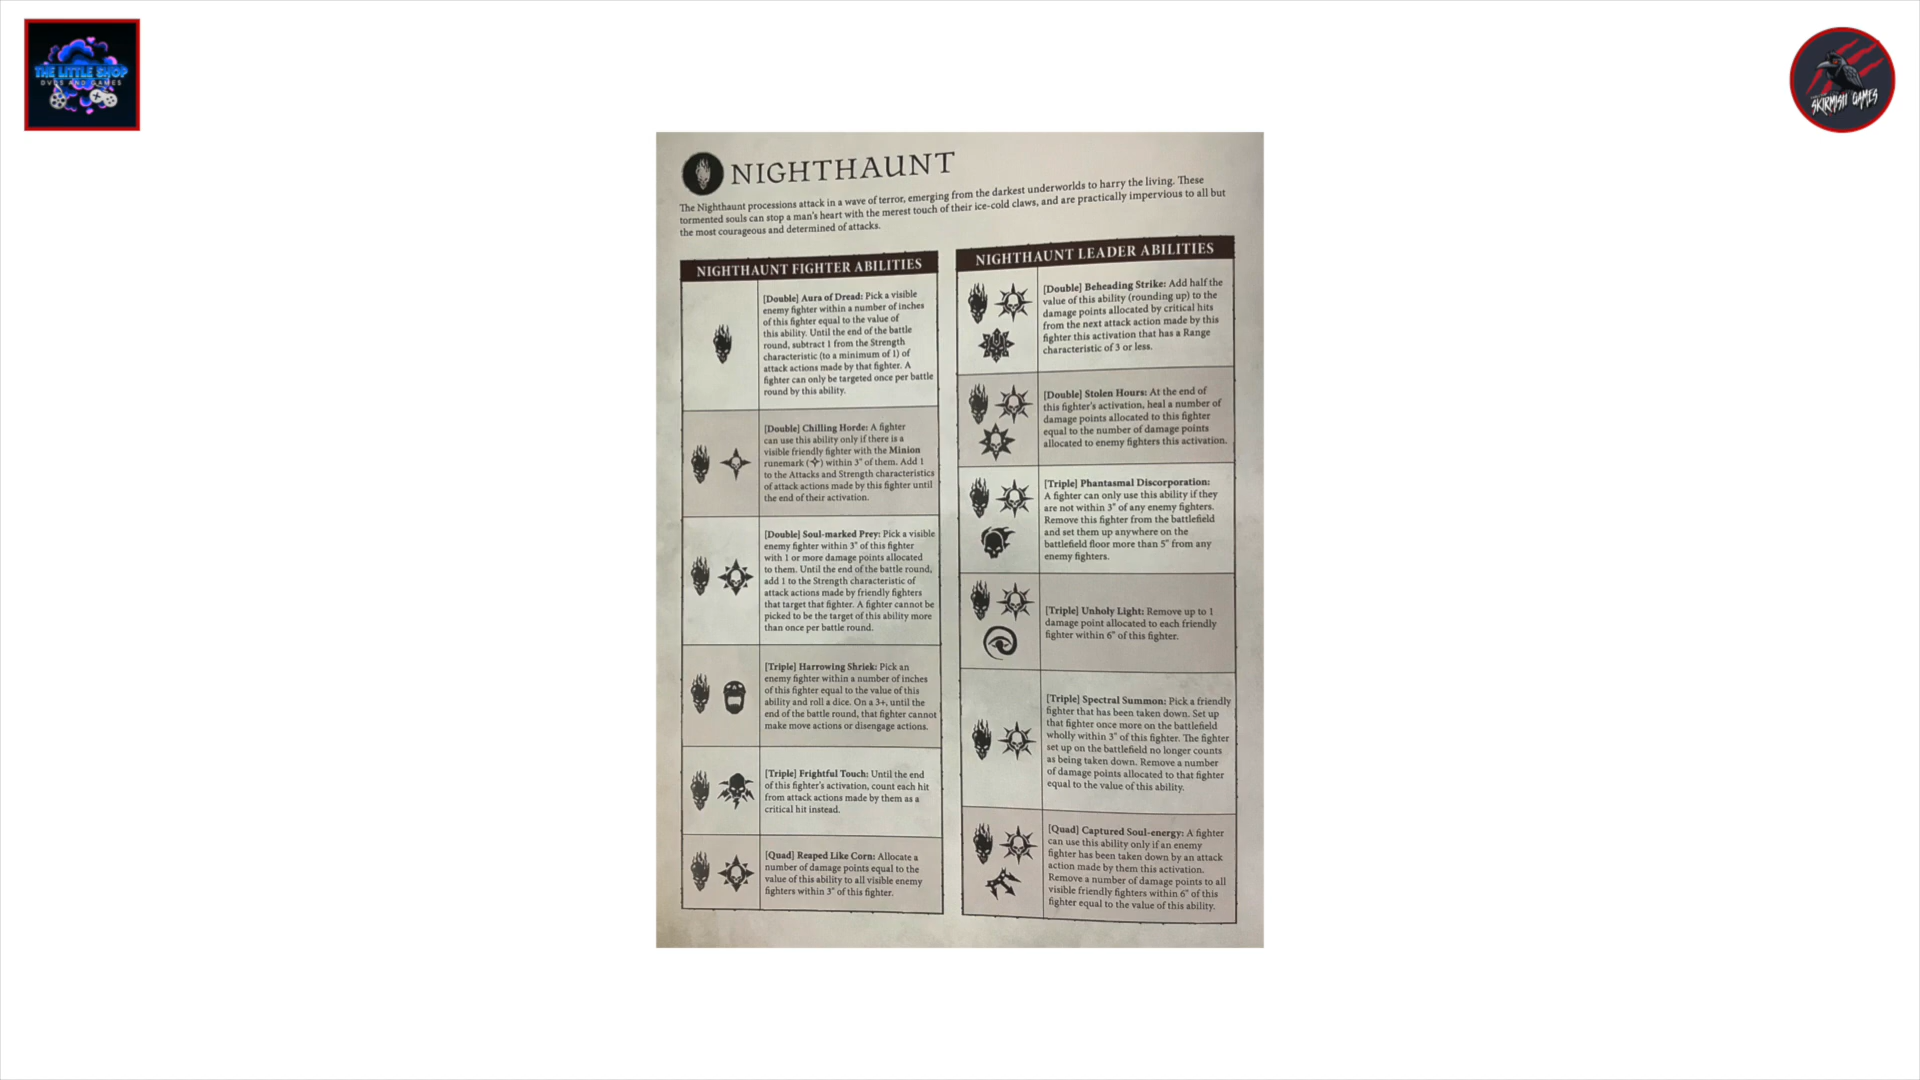 THE LITTLE SHOP
DVDS AND GAMES
SKIRMISH GAMES
NIGHTHAUNT
The Nighthaunt processions attack in a wave of terror, emerging from the darkest underworlds to harry the living. These
tormented souls can stop a man's heart with the merest touch of their ice-cold claws, and are practically impervious to all but
the most courageous and determined of attacks.
NIGHTHAUNT FIGHTER ABILITIES
[Double] Aura of Dread: Pick a visible
enemy fighter within a number of inches
of this fighter equal to the value of
this ability. Until the end of the battle
round, subtract 1 from the Strength
characteristic (to a minimum of 1) of
attack actions made by that fighter. A
fighter can only be targeted once per battle
round by this ability.
[Double] Chilling Horde: A fighter
can use this ability only if there is a
visible friendly fighter with the Minion
runemark () within 3" of them. Add 1
to the Attacks and Strength characteristics
of attack actions made by this fighter until
the end of their activation.
[Double] Soul-marked Prey: Pick a visible
enemy fighter within 3" of this fighter
with 1 or more damage points allocated
to them. Until the end of the battle round,
add 1 to the Strength characteristic of
attack actions made by friendly fighters
that target that fighter. A fighter cannot be
picked to be the target of this ability more
than once per battle round.
[Triple] Harrowing Shriek: Pick an
enemy fighter within a number of inches
of this fighter equal to the value of this
ability and roll a dice. On a 3+, until the
end of the battle round, that fighter cannot
make move actions or disengage actions.
[Triple] Frightful Touch: Until the end
of this fighter's activation, count each hit
from attack actions made by them as a
critical hit instead.
[Quad] Reaped Like Corn: Allocate a
number of damage points equal to the
value of this ability to all visible enemy
fighters within 3" of this fighter.
NIGHTHAUNT LEADER ABILITIES
[Double] Beheading Strike: Add half the
value of this ability (rounding up) to the
damage points allocated by critical hits
from the next attack action made by this
fighter this activation that has a Range
characteristic of 3 or less.
[Double] Stolen Hours: At the end of
this fighter's activation, heal a number of
damage points allocated to this fighter
equal to the number of damage points
allocated to enemy fighters this activation.
[Triple] Phantasmal Discorporation:
A fighter can only use this ability if they
are not within 3" of any enemy fighters.
Remove this fighter from the battlefield
and set them up anywhere on the
battlefield floor more than 5" from any
enemy fighters.
[Triple] Unholy Light: Remove up to 1
damage point allocated to each friendly
fighter within 6" of this fighter.
[Triple] Spectral Summon: Pick a friendly
fighter that has been taken down. Set up
that fighter once more on the battlefield
wholly within 3" of this fighter. The fighter
set up on the battlefield no longer counts
as being taken down. Remove a number
of damage points allocated to that fighter
equal to the value of this ability.
[Quad] Captured Soul-energy: A fighter
can use this ability only if an enemy
fighter has been taken down by an attack
action made by them this activation.
Remove a number of damage points to all
visible friendly fighters within 6" of this
fighter equal to the value of this ability.